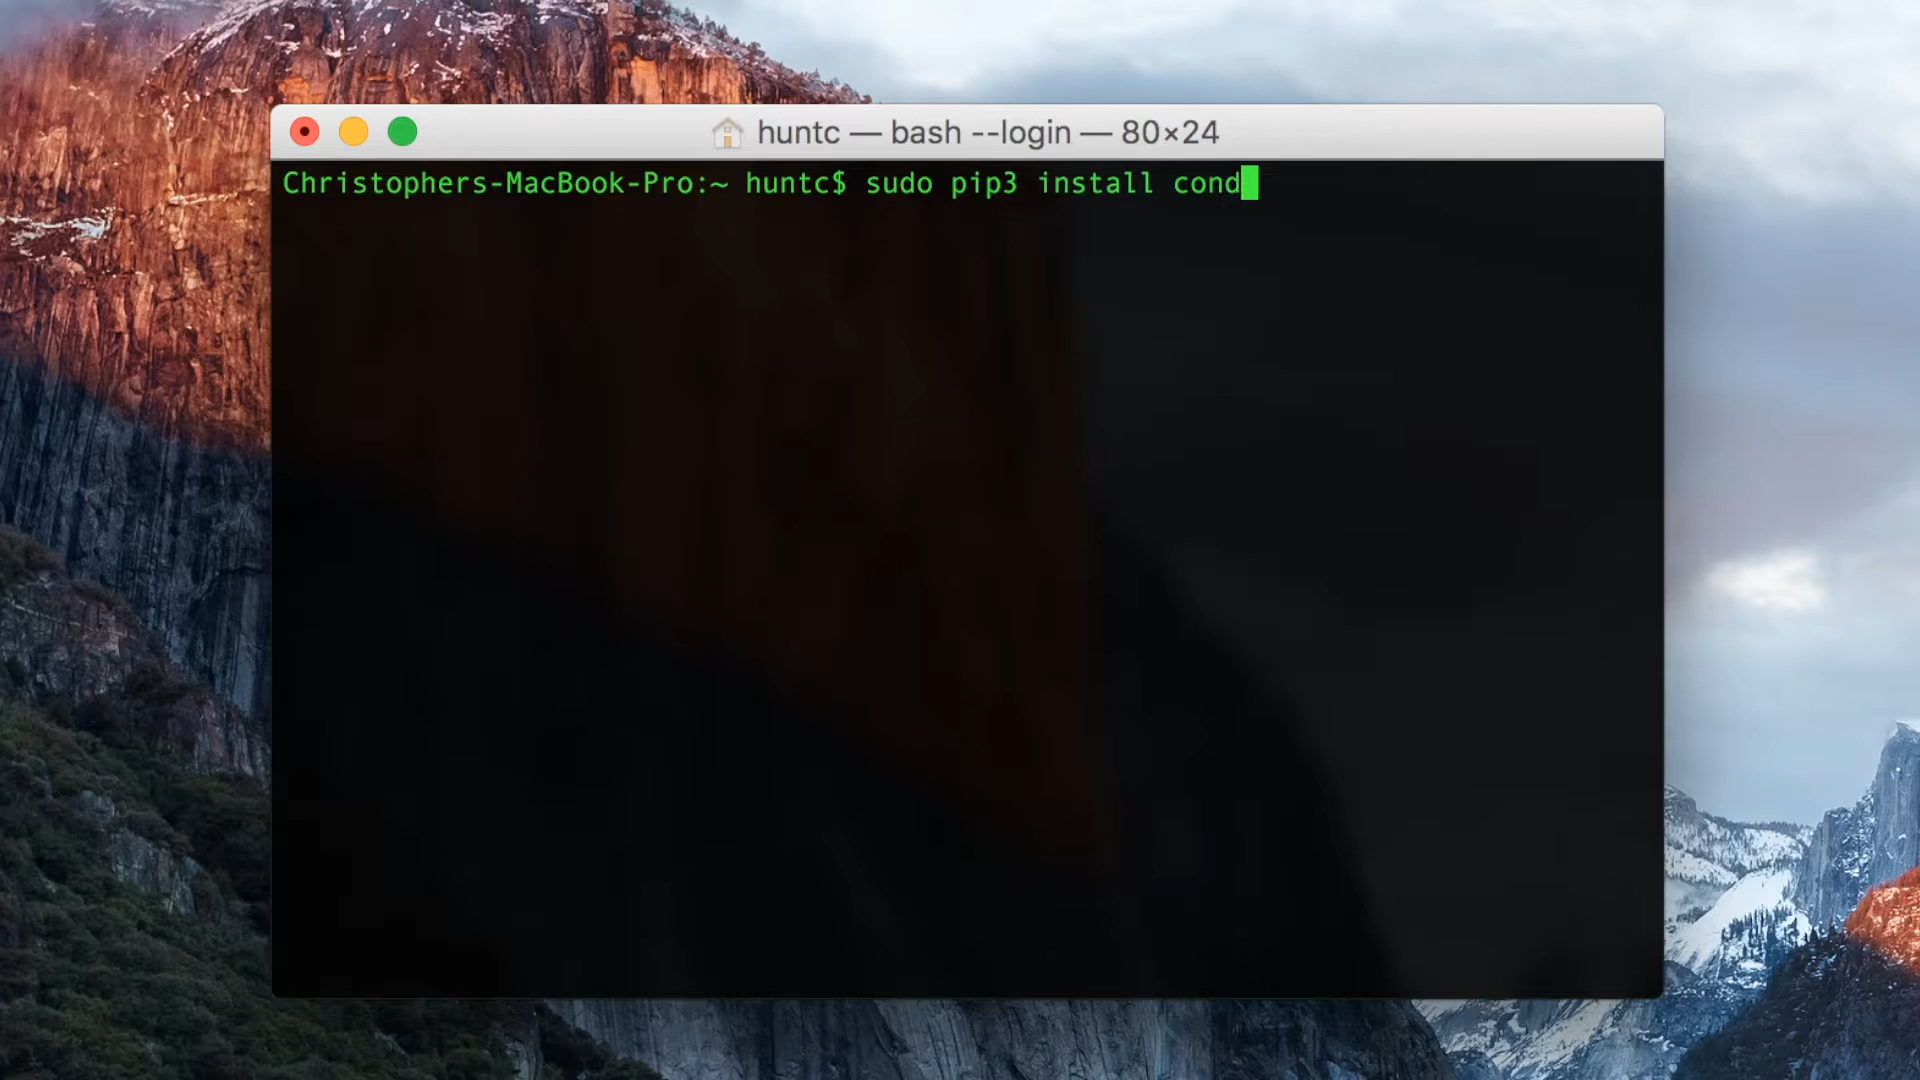 huntc — bash --login — 80×24
Christophers-MacBook-Pro:~ huntc$ sudo pip3 install cond